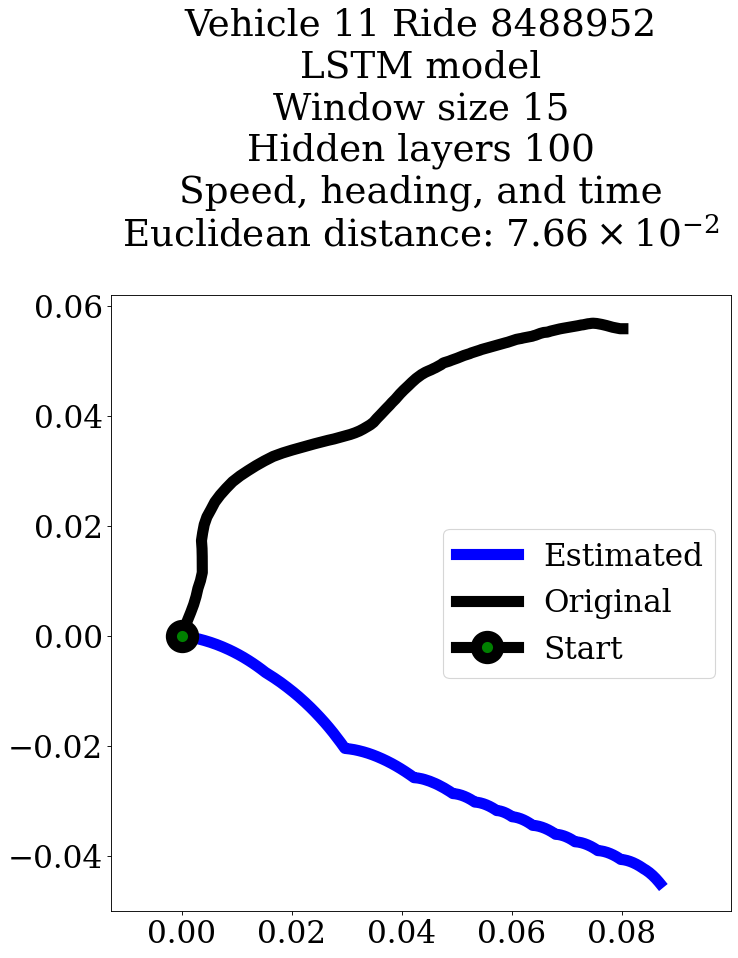 Vehicle 11 Ride 8488952
LSTM model
Window size 15
Hidden layers 100
Speed, heading, and time
Euclidean distance: 7.66 × 10⁻²
0.06
0.04
0.02
0.00
−0.02
−0.04
Estimated
Original
Start
0.00 0.02 0.04 0.06 0.08